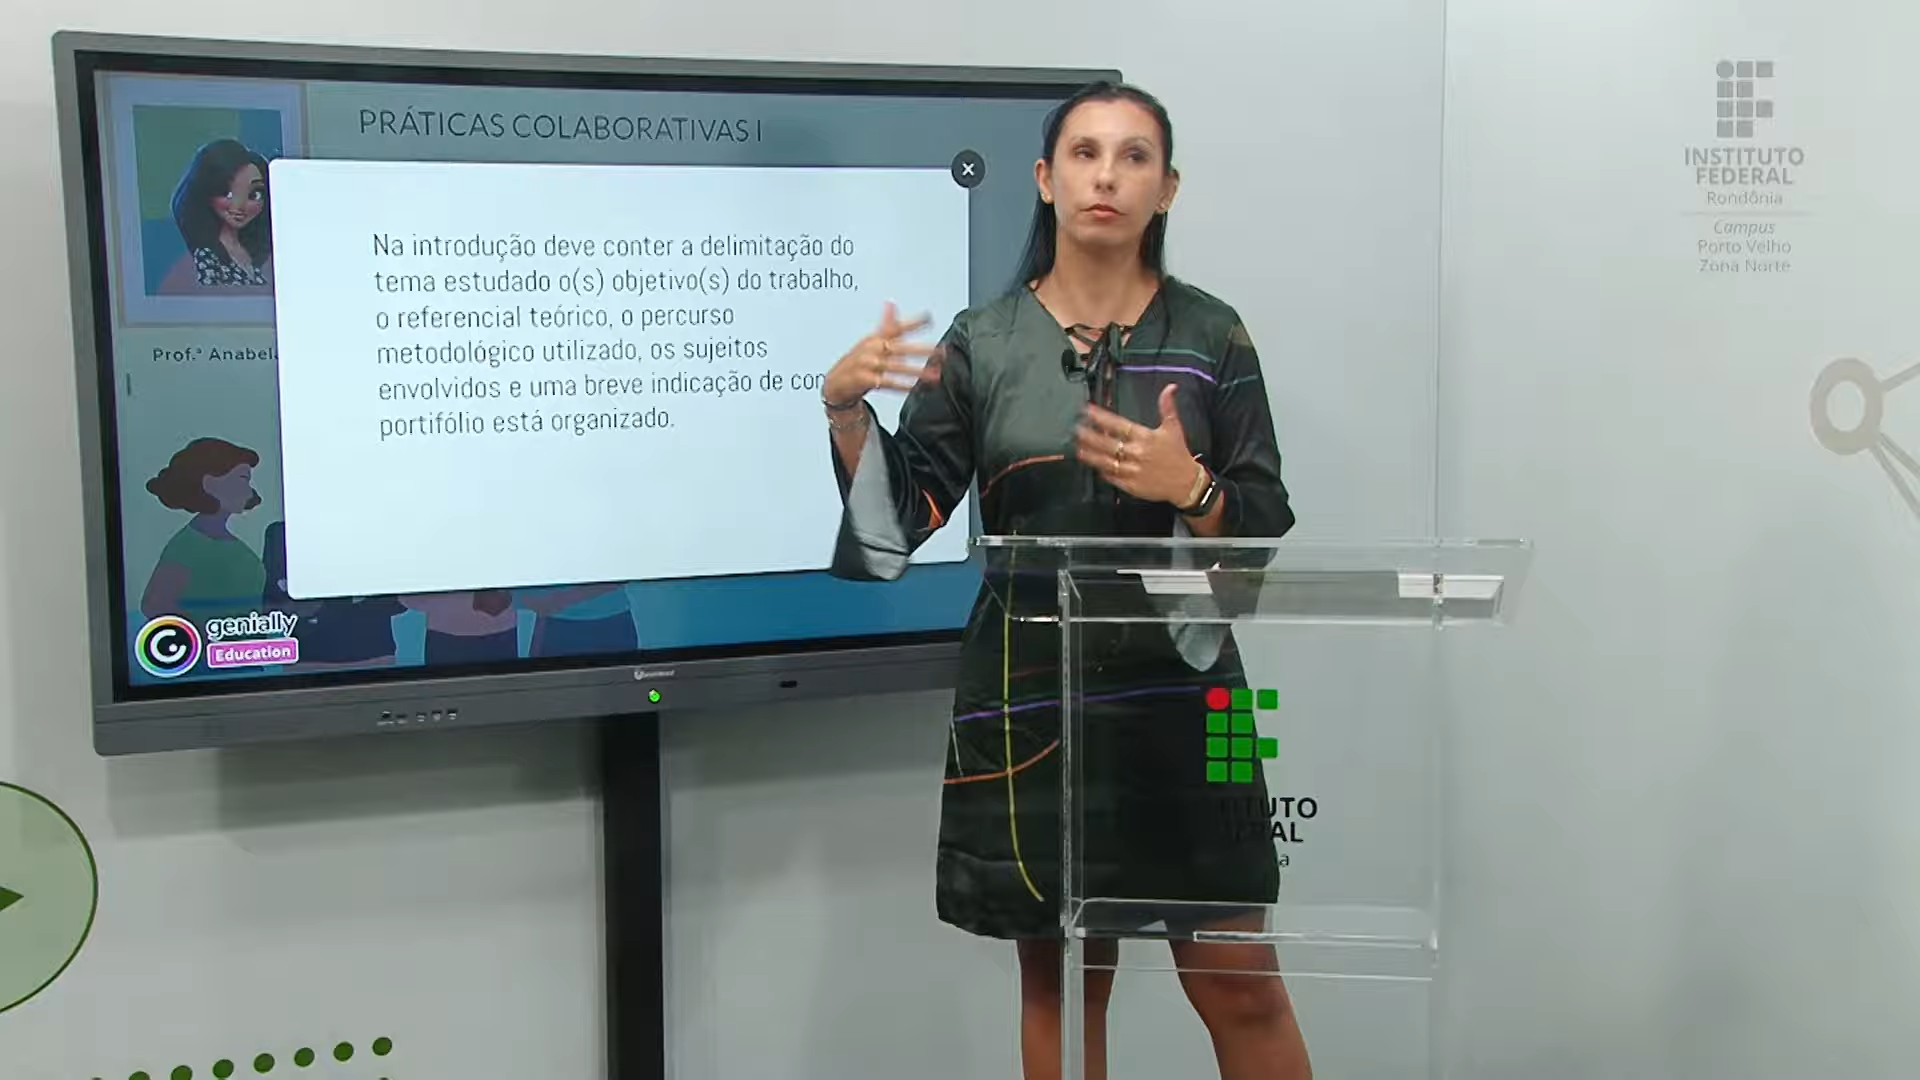 PRÁTICAS COLABORATIVAS I
Na introdução deve conter a delimitação do
tema estudado o(s) objetivo(s) do trabalho,
o referencial teórico, o percurso
metodológico utilizado, os sujeitos
envolvidos e uma breve indicação de
portifólio está organizado.
Prof.ª
genially
Education
INSTITUTO
FEDERAL
Rondônia
Campus
Porto Velho
Zona Norte